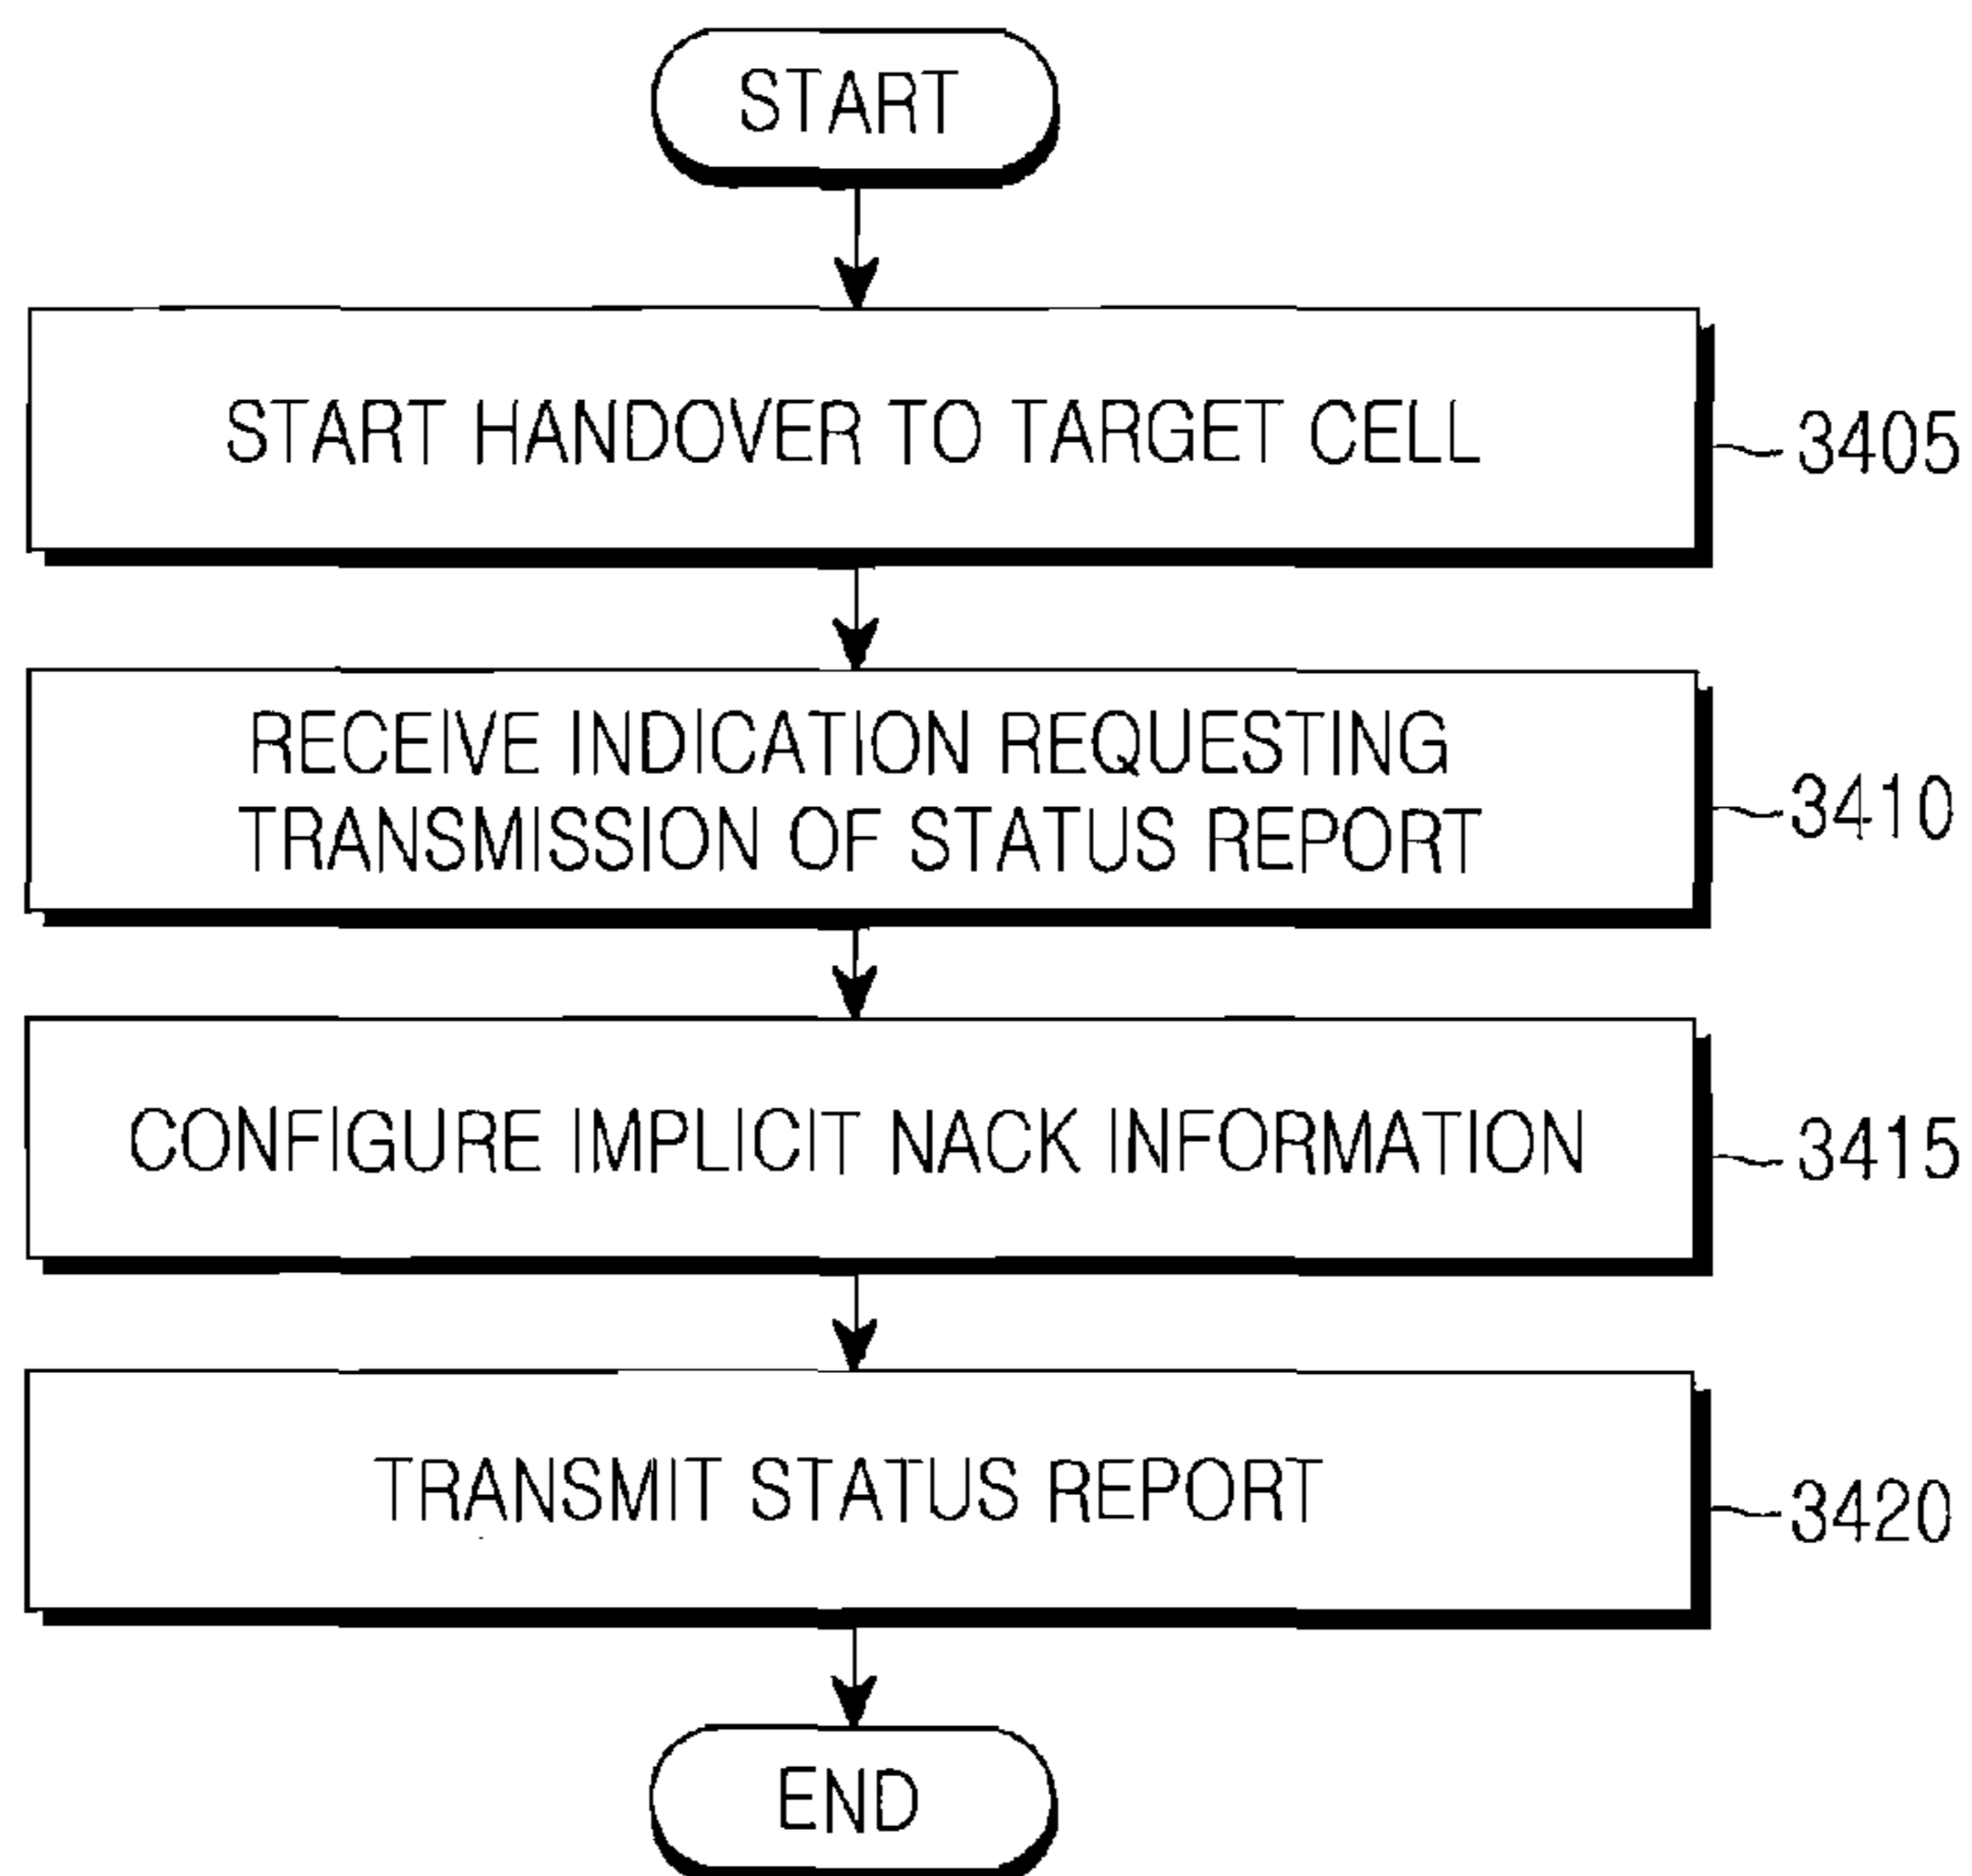 START
START HANDOVER TO TARGET CELL
3405
RECEIVE INDICATION REQUESTING
TRANSMISSION OF STATUS REPORT
3410
CONFIGURE IMPLICIT NACK INFORMATION
3415
TRANSMIT STATUS REPORT
3420
END